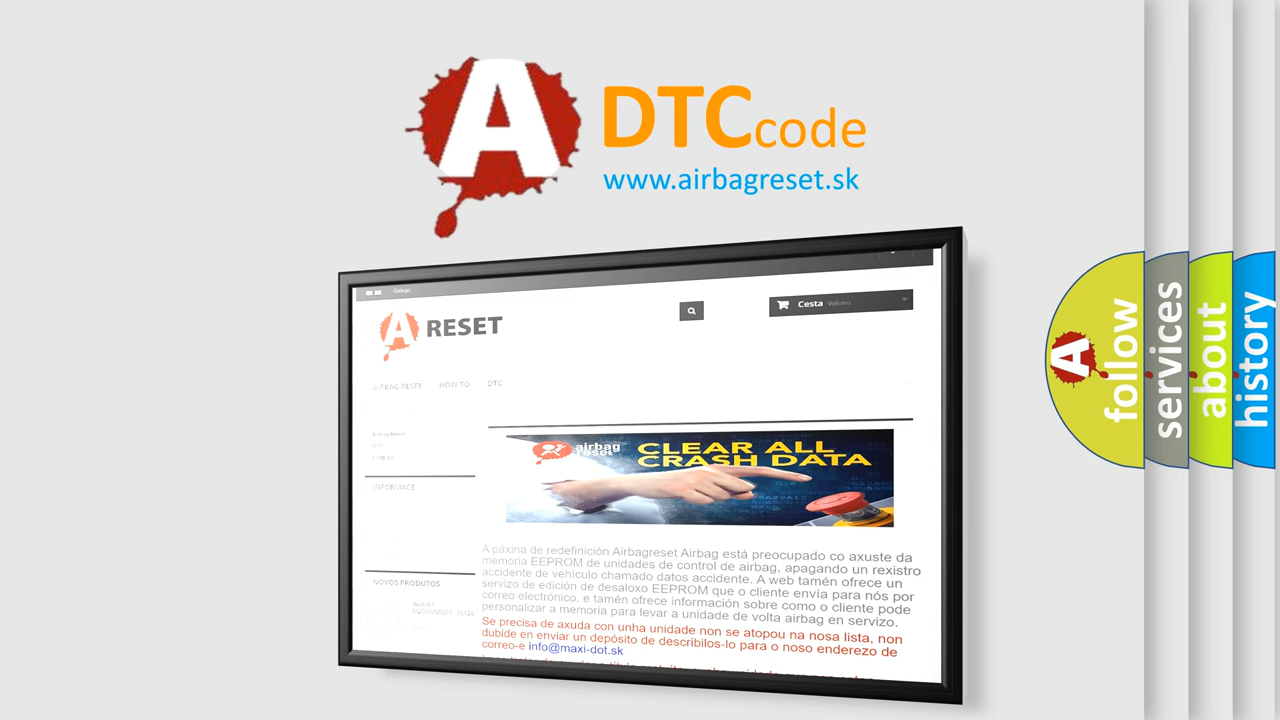 A
DTCcode
www.airbagreset.sk
Galego
A RESET
Cesta Valeiro
AIRBAG RESET HOW TO DTC
INFORMACE
NOVOS PRODUTOS
airbag
reset
CLEAR ALL
CRASH DATA
A páxina de redefinición Airbagreset Airbag está preocupado co axuste da
memoria EEPROM de unidades de control de airbag, apagando un rexistro
accidente de vehículo chamado datos accidente. A web tamén ofrece un
servizo de edición de desaloxo EEPROM que o cliente envía para nós por
correo electrónico, e tamén ofrece información sobre como o cliente pode
personalizar a memoria para levar a unidade de volta airbag en servizo.
Se precisa de axuda con unha unidade non se atopou na nosa lista, non
dubide en enviar un depósito de describilos-lo para o noso enderezo de
correo-e info@maxi-dot.sk
A
follow
services
about
history